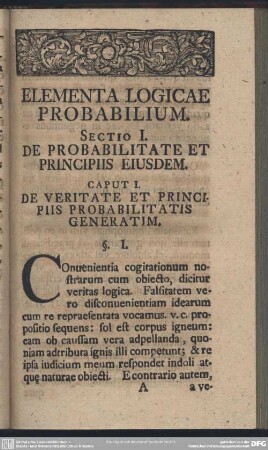 ELEMENTA LOGICAE
PROBABILIUM.
SECTIO I.
DE PROBABILITATE ET
PRINCIPIIS EIUSDEM.
CAPUT I.
DE VERITATE ET PRINCI-
PIIS PROBABILITATIS
GENERATIM.
§. I.
COnuenientia cogitationum no-
strarum cum obiecto, dicitur
veritas logica. Falsitatem ve-
ro disconuenientiam idearum
cum re repraesentata vocamus. v. c. pro-
positio sequens: sol est corpus igneum:
eam ob caussam vera adpellanda, quo-
niam adtributa ignis illi competunt; & re
ipsa iudicium meum respondet indoli at-
que naturae obiecti. E contrario autem,
A a ve-